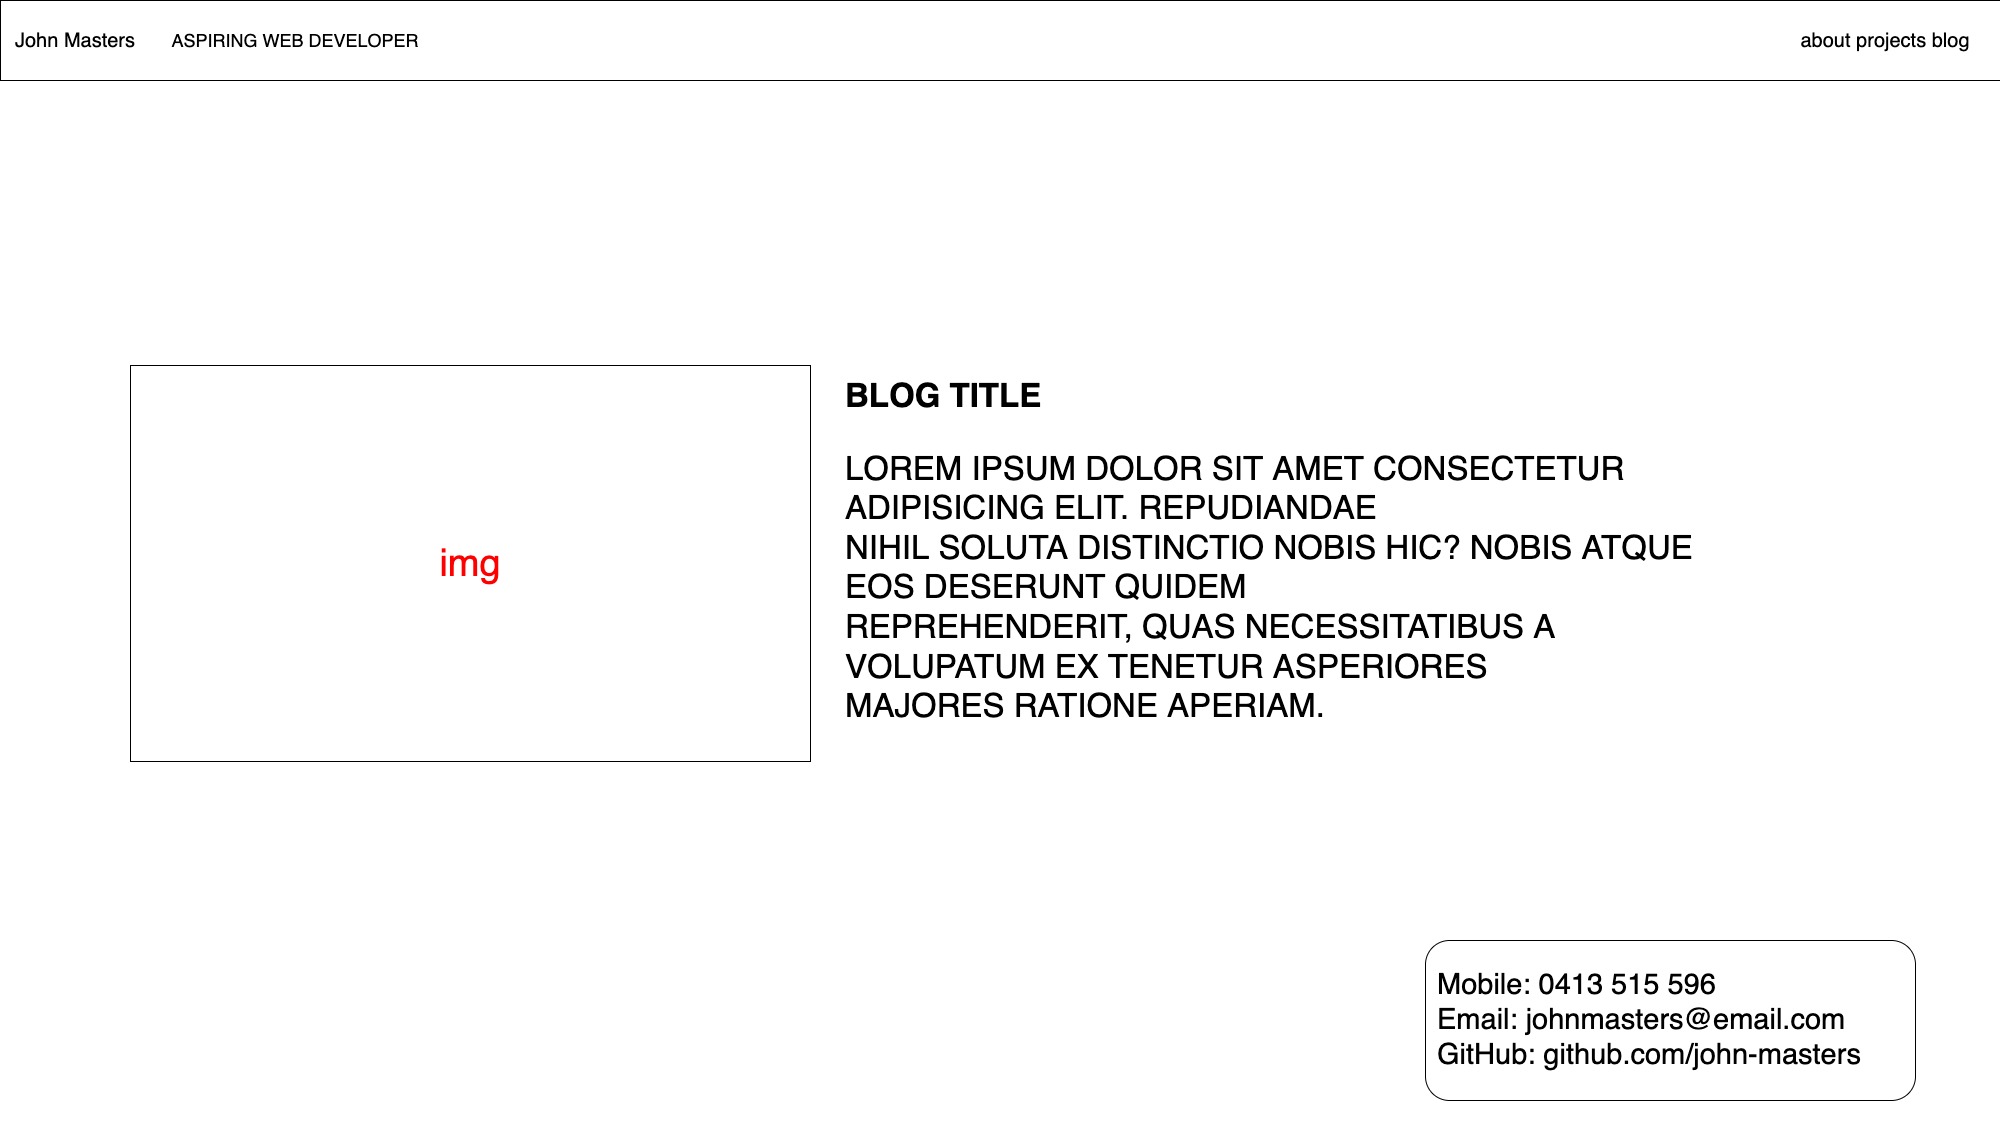 John Masters ASPIRING WEB DEVELOPER about projects blog
img
BLOG TITLE
LOREM IPSUM DOLOR SIT AMET CONSECTETUR
ADIPISICING ELIT. REPUDIANDAE
NIHIL SOLUTA DISTINCTIO NOBIS HIC? NOBIS ATQUE
EOS DESERUNT QUIDEM
REPREHENDERIT, QUAS NECESSITATIBUS A
VOLUPATUM EX TENETUR ASPERIORES
MAJORES RATIONE APERIAM.
Mobile: 0413 515 596
Email: johnmasters@email.com
GitHub: github.com/john-masters